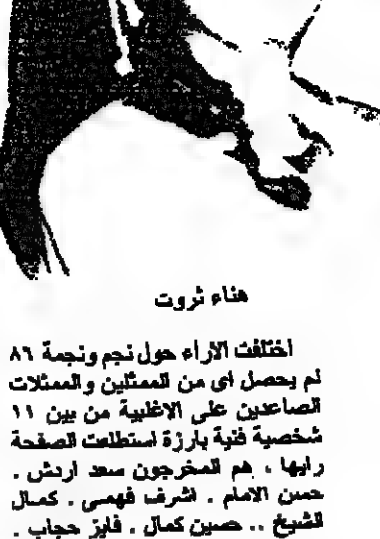 هناء ثروت
اختلفت الاراء حول نجم ونجمة ٨٦
لم يحصل اى من الممثلين والممثلات
الصاعدين على الاغلبية من بين ١١
شخصية فنية بارزة استطلعت الصفحة
رايها ، هم المخرجون سعد اردش .
حسن الامام . اشرف فهمى . كمال
الشيخ .. حسين كمال . فايز حجاب .